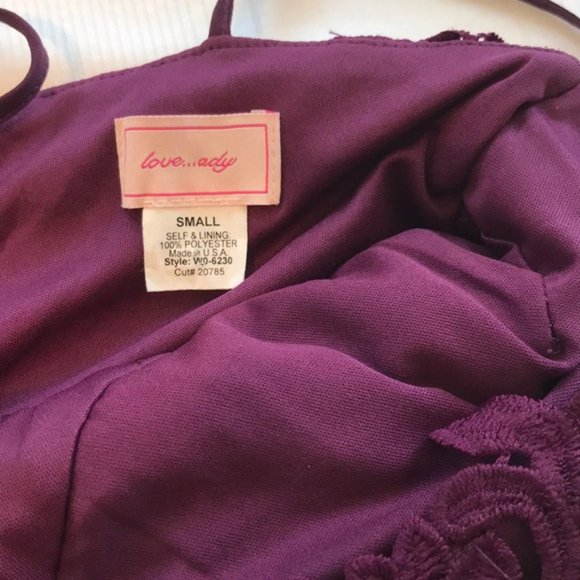 love...ady
SMALL
SELF & LINING:
100% POLYESTER
Made in U.S.A.
Style: W0-6230
Cut# 20785